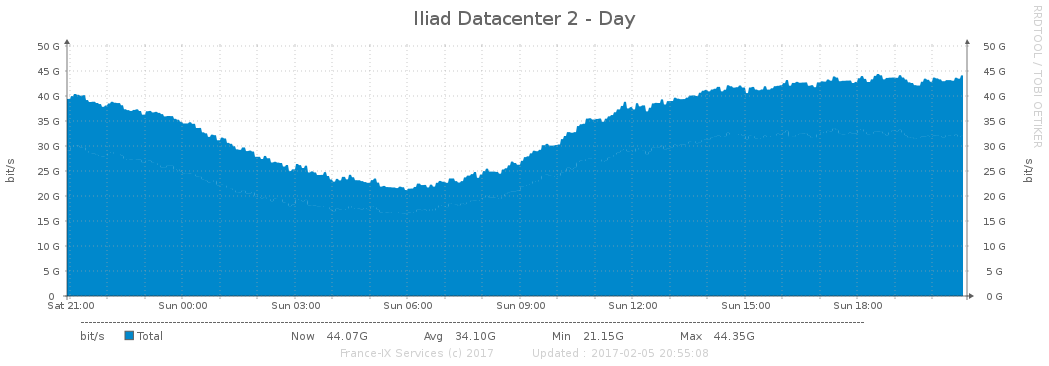 Iliad Datacenter 2 - Day
RRDTOOL / TOBI OETIKER
50 G 50 G
45 G 45 G
40 G 40 G
35 G 35 G
30 G 30 G
25 G 25 G
20 G 20 G
15 G 15 G
10 G 10 G
5 G 5 G
0 0 G
bit/s bit/s
Sat 21:00 Sun 00:00 Sun 03:00 Sun 06:00 Sun 09:00 Sun 12:00 Sun 15:00 Sun 18:00
bit/s Total Now 44.07G Avg 34.10G Min 21.15G Max 44.35G
France-IX Services (c) 2017 Updated : 2017-02-05 20:55:08